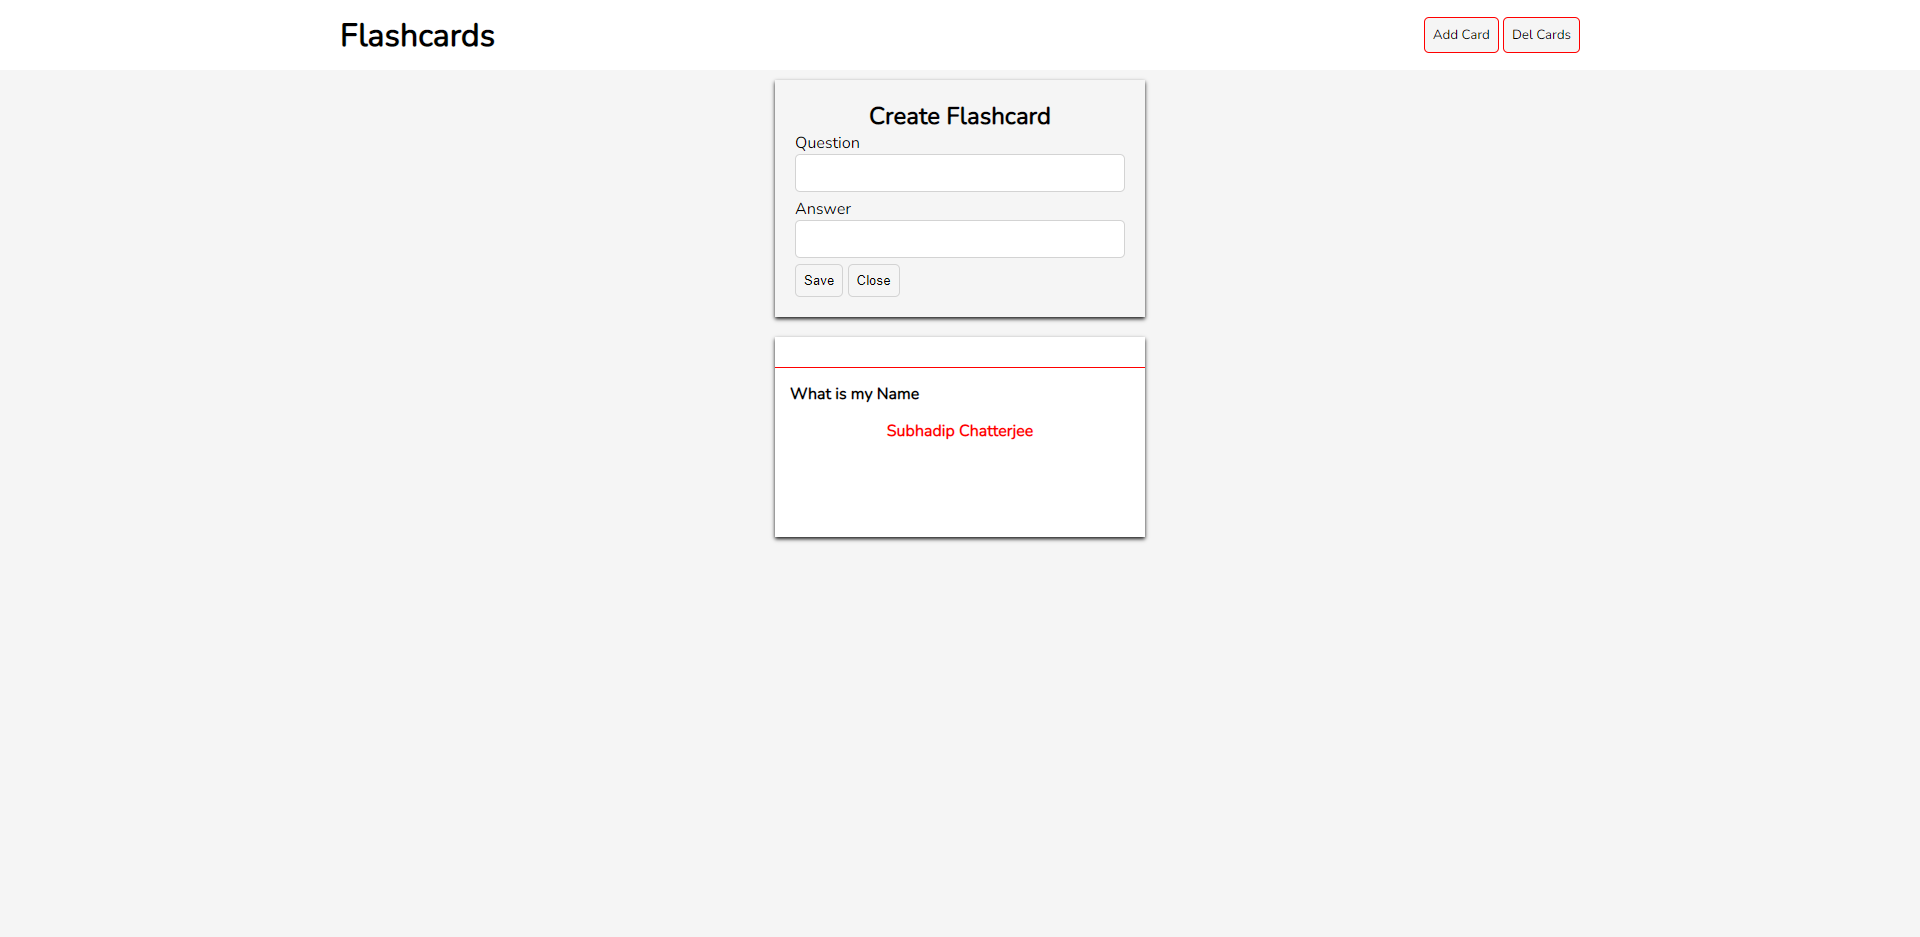 Flashcards
Add Card
Del Cards
Create Flashcard
Question
Answer
Save
Close
What is my Name
Subhadip Chatterjee